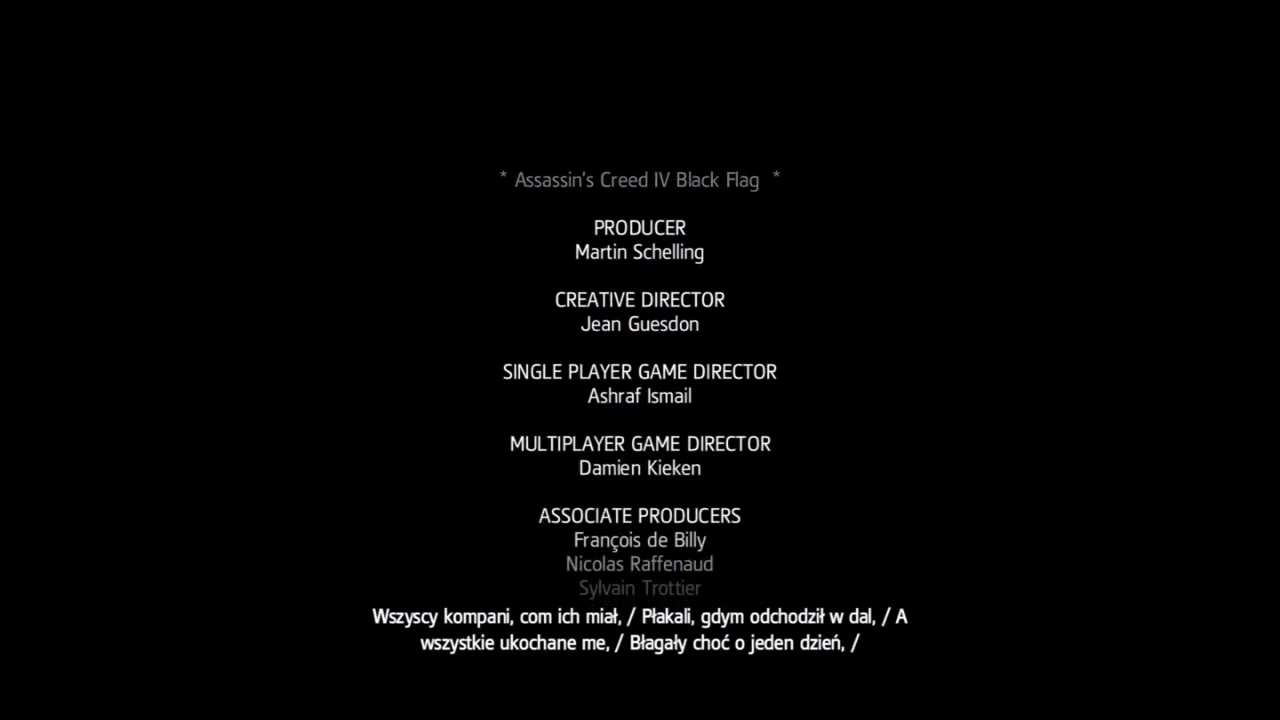 * Assassin's Creed IV Black Flag *
PRODUCER
Martin Schelling
CREATIVE DIRECTOR
Jean Guesdon
SINGLE PLAYER GAME DIRECTOR
Ashraf Ismail
MULTIPLAYER GAME DIRECTOR
Damien Kieken
ASSOCIATE PRODUCERS
François de Billy
Nicolas Raffenaud
Sylvain Trottier
Wszyscy kompani, com ich miał, / Płakali, gdym odchodził w dal, / A
wszystkie ukochane me, / Błagały choć o jeden dzień, /